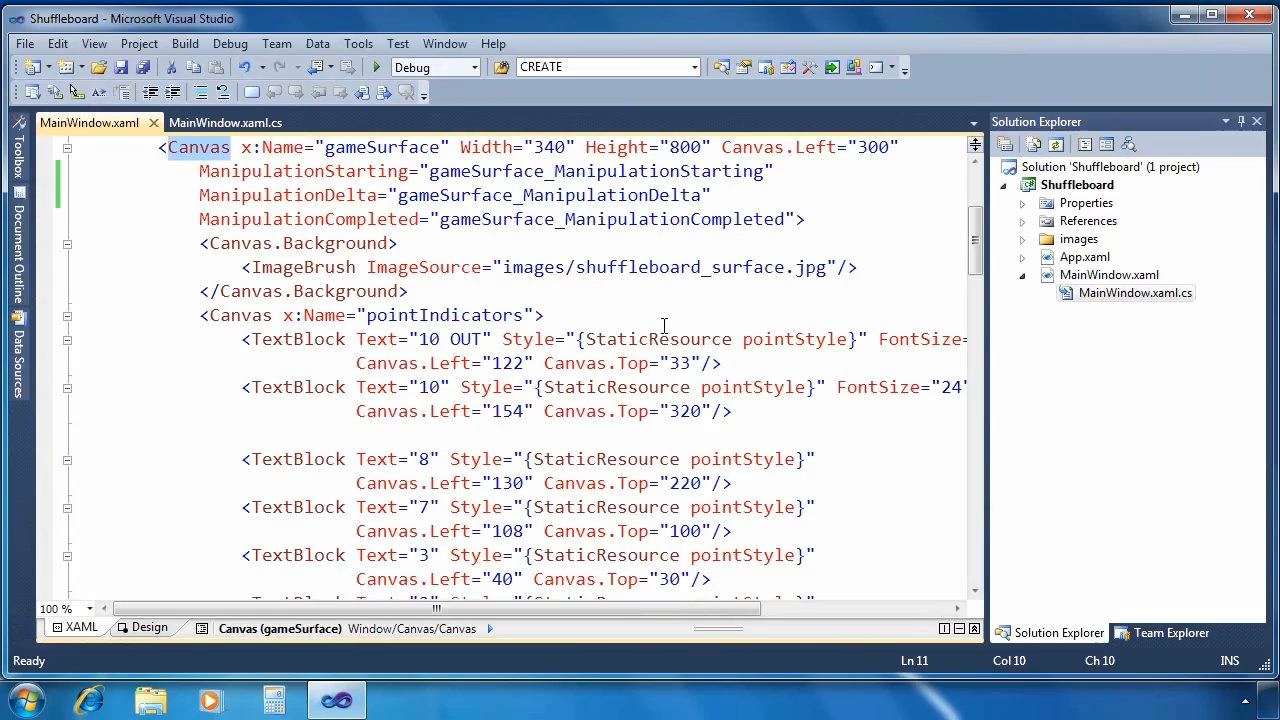 Shuffleboard - Microsoft Visual Studio
File Edit View Project Build Debug Team Data Tools Test Window Help
Debug CREATE
MainWindow.xaml MainWindow.xaml.cs
Toolbox
Document Outline
Data Sources
<Canvas x:Name="gameSurface" Width="340" Height="800" Canvas.Left="300"
ManipulationStarting="gameSurface_ManipulationStarting"
ManipulationDelta="gameSurface_ManipulationDelta"
ManipulationCompleted="gameSurface_ManipulationCompleted">
<Canvas.Background>
<ImageBrush ImageSource="images/shuffleboard_surface.jpg"/>
</Canvas.Background>
<Canvas x:Name="pointIndicators">
<TextBlock Text="10 OUT" Style="{StaticResource pointStyle}" FontSize=
Canvas.Left="122" Canvas.Top="33"/>
<TextBlock Text="10" Style="{StaticResource pointStyle}" FontSize="24"
Canvas.Left="154" Canvas.Top="320"/>
<TextBlock Text="8" Style="{StaticResource pointStyle}"
Canvas.Left="130" Canvas.Top="220"/>
<TextBlock Text="7" Style="{StaticResource pointStyle}"
Canvas.Left="108" Canvas.Top="100"/>
<TextBlock Text="3" Style="{StaticResource pointStyle}"
Canvas.Left="40" Canvas.Top="30"/>
100 %
XAML Design Canvas (gameSurface) Window/Canvas/Canvas
Solution Explorer
Solution 'Shuffleboard' (1 project)
Shuffleboard
Properties
References
images
App.xaml
MainWindow.xaml
MainWindow.xaml.cs
Solution Explorer Team Explorer
Ready Ln 11 Col 10 Ch 10 INS